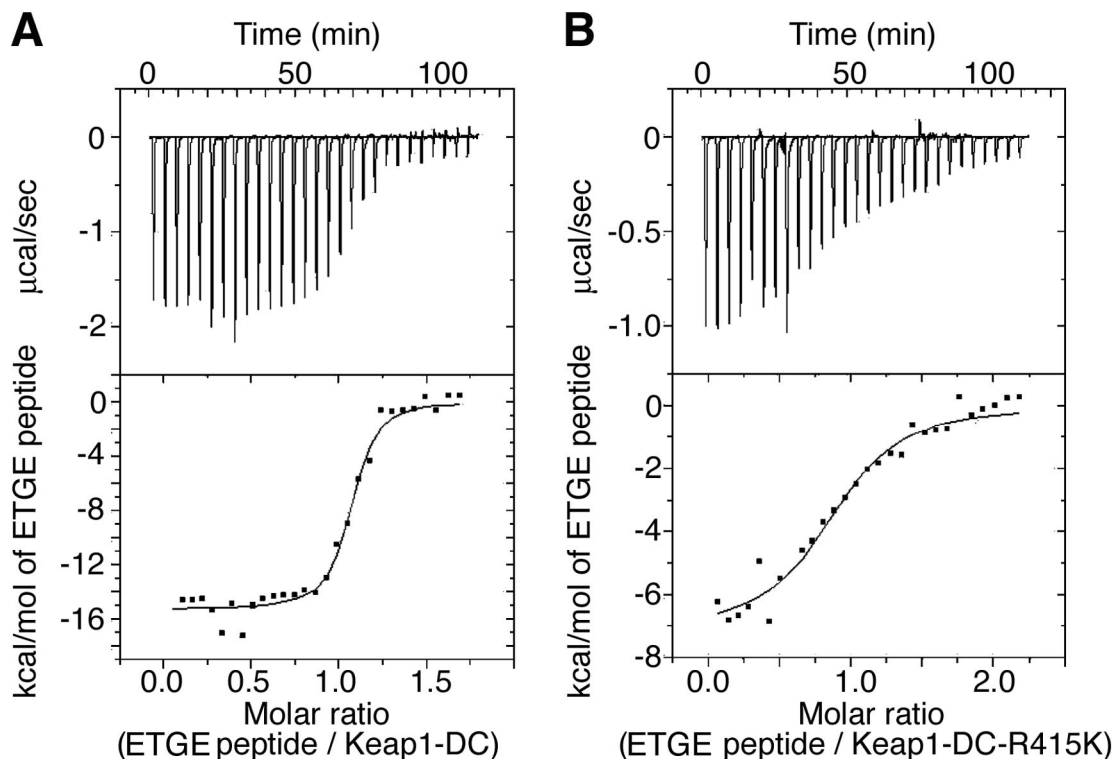 A
Time (min)
0 50 100
0
-1
-2
µcal/sec
0
-4
-8
-12
-16
kcal/mol of ETGE peptide
0.0 0.5 1.0 1.5
Molar ratio
(ETGE peptide / Keap1-DC)
B
Time (min)
0 50 100
0
-0.5
-1.0
µcal/sec
0
-2
-4
-6
-8
kcal/mol of ETGE peptide
0.0 1.0 2.0
Molar ratio
(ETGE peptide / Keap1-DC-R415K)